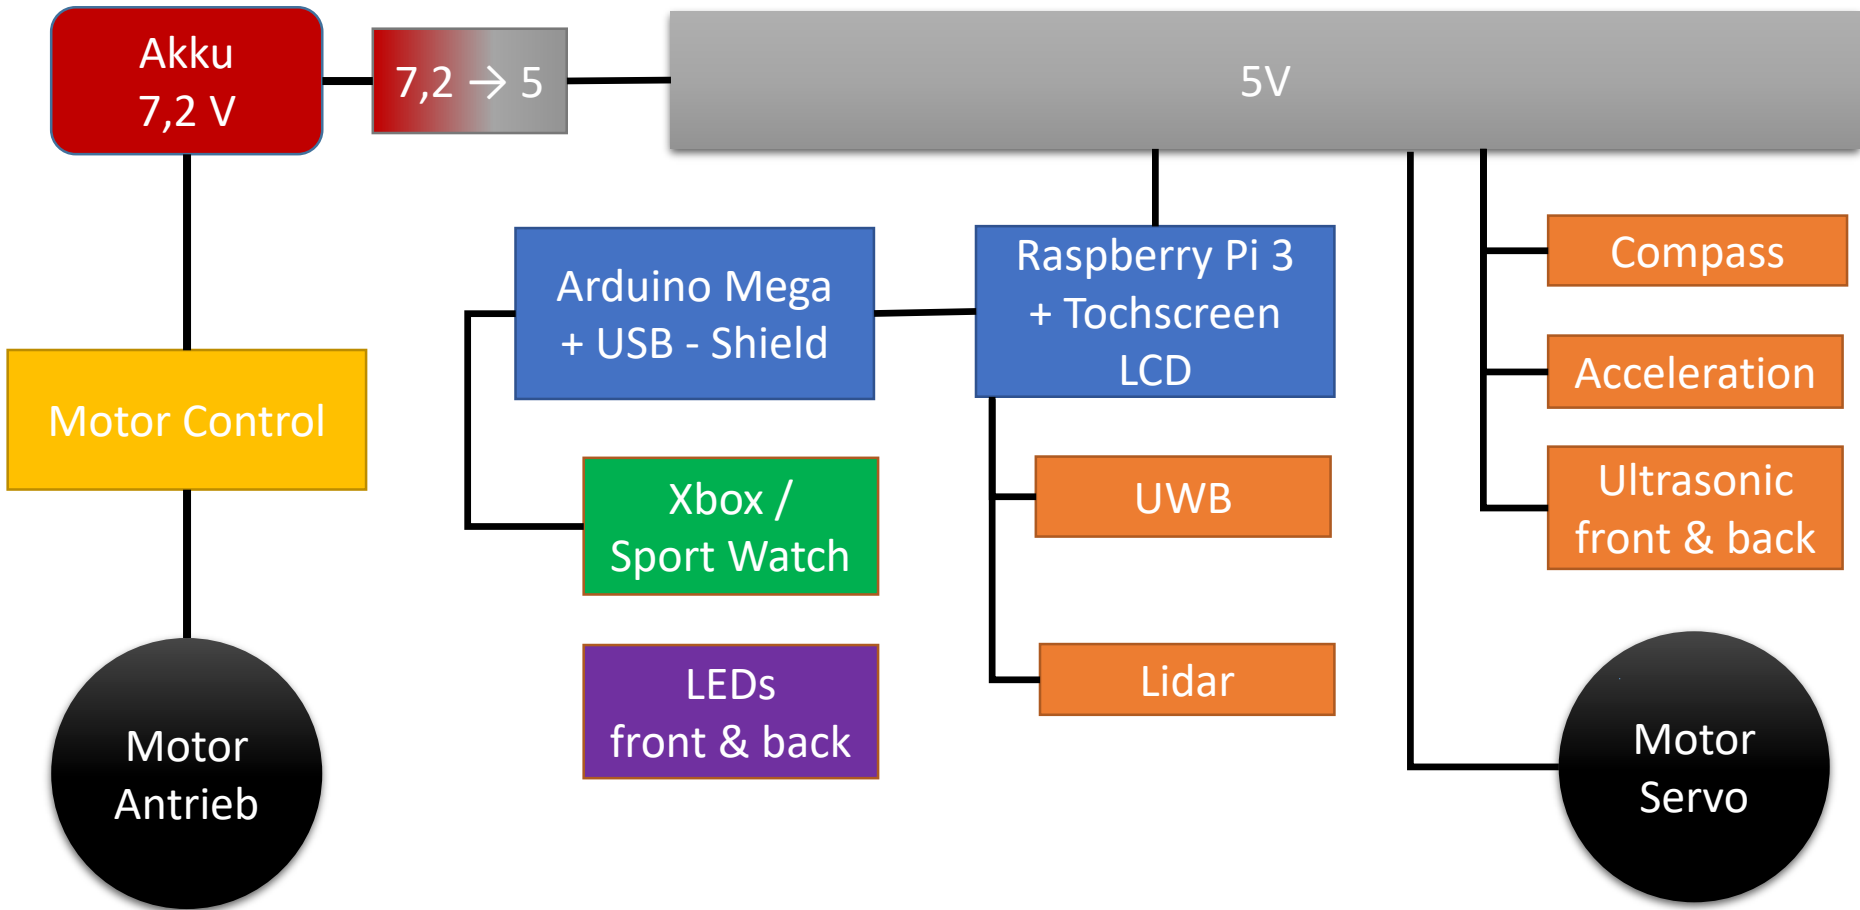 Akku
7,2 V
7,2 → 5
5V
Arduino Mega
+ USB - Shield
Raspberry Pi 3
+ Tochscreen
LCD
Compass
Acceleration
Ultrasonic
front & back
Motor Control
Xbox /
Sport Watch
UWB
LEDs
front & back
Lidar
Motor
Antrieb
Motor
Servo